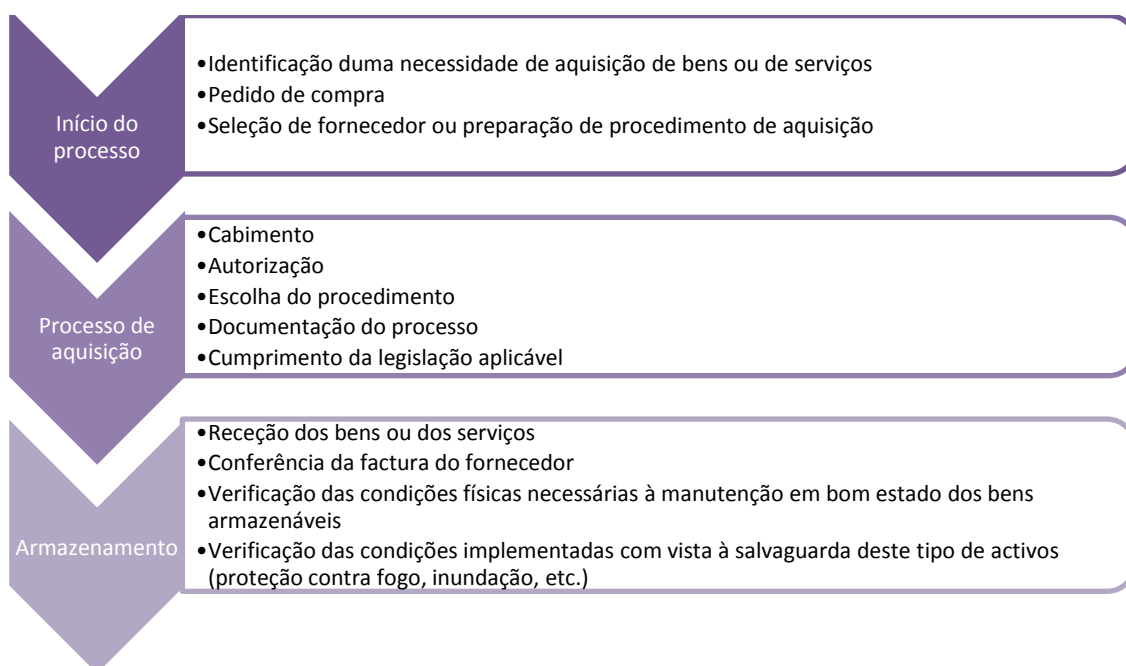 Início do
processo
•Identificação duma necessidade de aquisição de bens ou de serviços
•Pedido de compra
•Seleção de fornecedor ou preparação de procedimento de aquisição
Processo de
aquisição
•Cabimento
•Autorização
•Escolha do procedimento
•Documentação do processo
•Cumprimento da legislação aplicável
Armazenamento
•Receção dos bens ou dos serviços
•Conferência da factura do fornecedor
•Verificação das condições físicas necessárias à manutenção em bom estado dos bens
armazenáveis
•Verificação das condições implementadas com vista à salvaguarda deste tipo de activos
(proteção contra fogo, inundação, etc.)